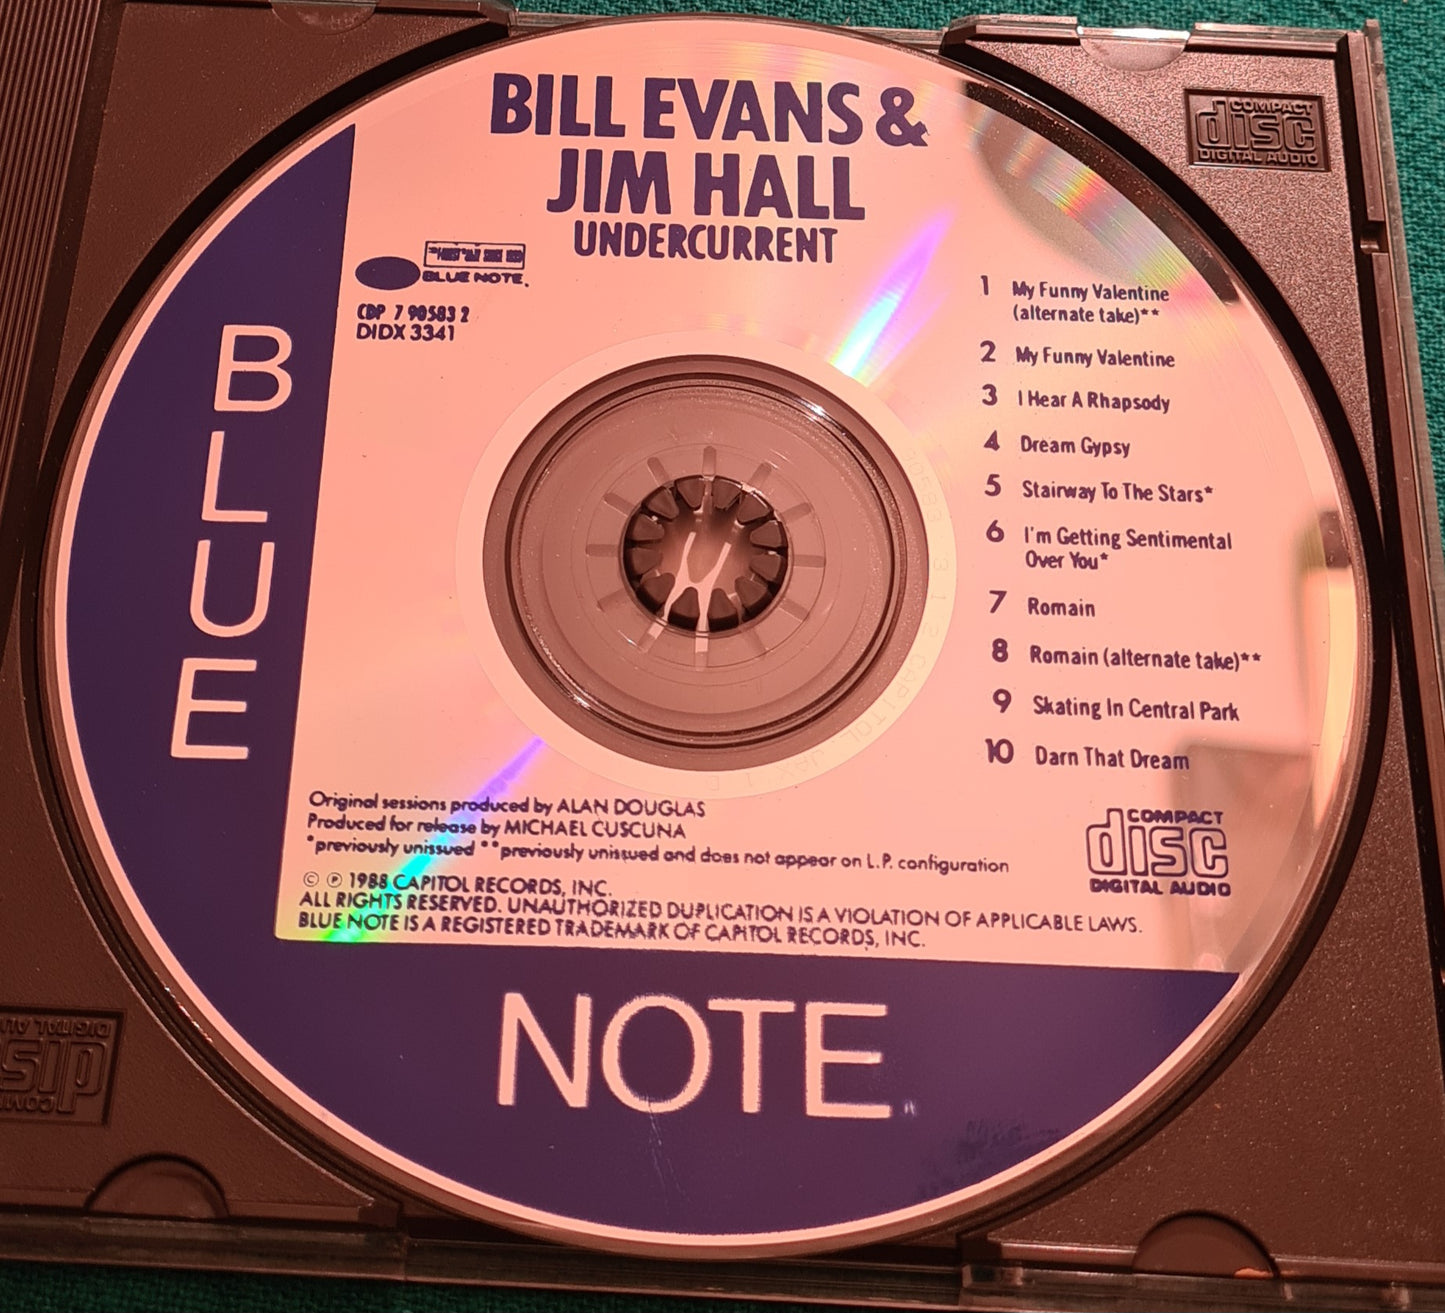 BILL EVANS &
JIM HALL
UNDERCURRENT
BLUE NOTE.
CDP 7 90583 2
DIDX 3341
1 My Funny Valentine
(alternate take)**
2 My Funny Valentine
3 I Hear A Rhapsody
4 Dream Gypsy
5 Stairway To The Stars*
6 I'm Getting Sentimental
Over You*
7 Romain
8 Romain (alternate take)**
9 Skating In Central Park
10 Darn That Dream
BLUE
Original sessions produced by ALAN DOUGLAS
Produced for release by MICHAEL CUSCUNA
*previously unissued **previously unissued and does not appear on L.P. configuration
© ℗ 1988 CAPITOL RECORDS, INC.
ALL RIGHTS RESERVED. UNAUTHORIZED DUPLICATION IS A VIOLATION OF APPLICABLE LAWS.
BLUE NOTE IS A REGISTERED TRADEMARK OF CAPITOL RECORDS, INC.
COMPACT
disc
DIGITAL AUDIO
NOTE
COMPACT
disc
DIGITAL AUDIO